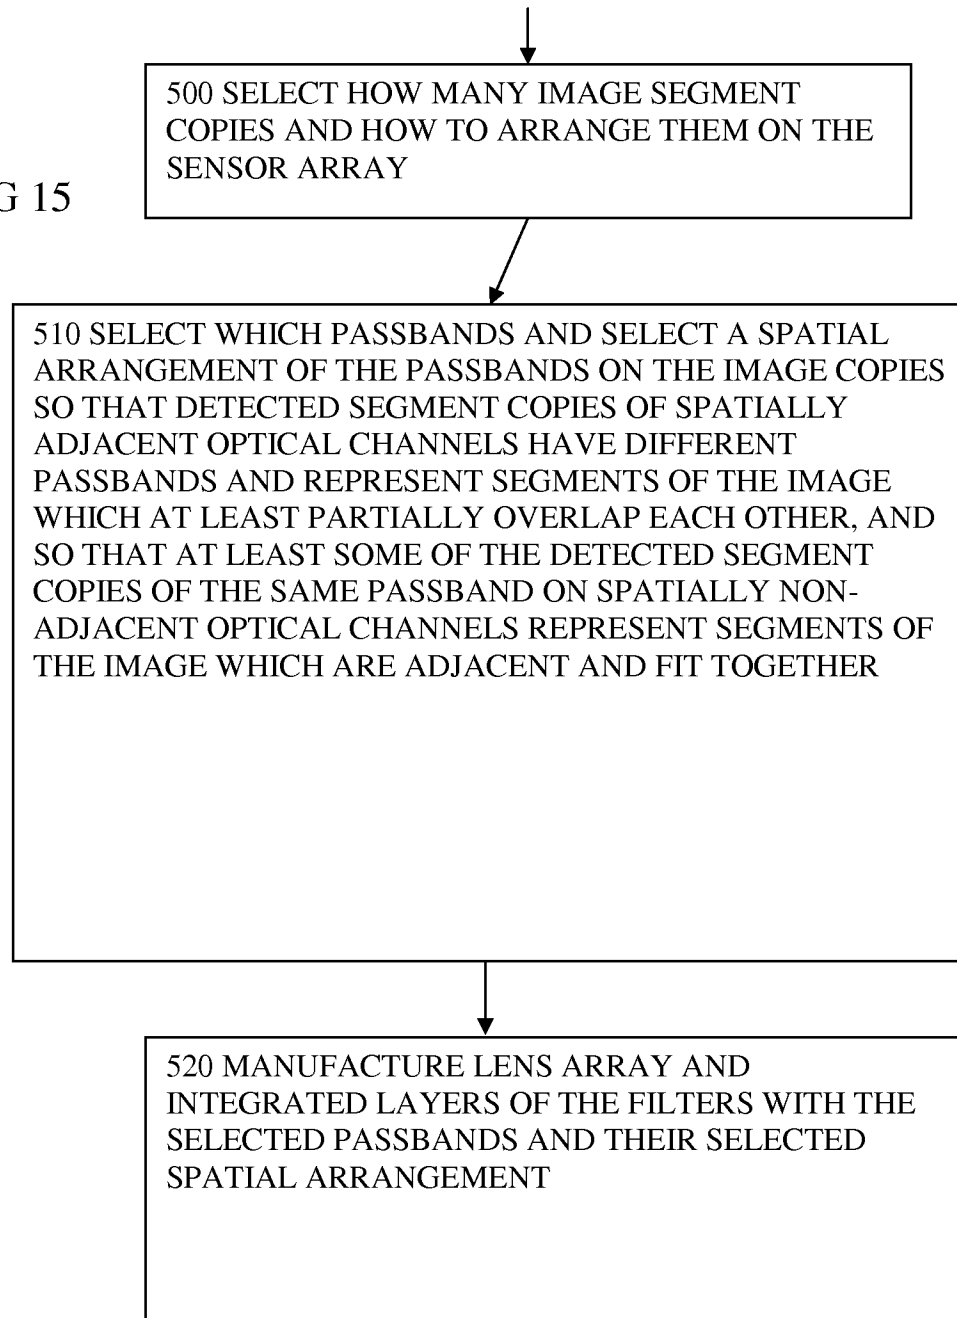 500 SELECT HOW MANY IMAGE SEGMENT
COPIES AND HOW TO ARRANGE THEM ON THE
SENSOR ARRAY
G 15
510 SELECT WHICH PASSBANDS AND SELECT A SPATIAL
ARRANGEMENT OF THE PASSBANDS ON THE IMAGE COPIES
SO THAT DETECTED SEGMENT COPIES OF SPATIALLY
ADJACENT OPTICAL CHANNELS HAVE DIFFERENT
PASSBANDS AND REPRESENT SEGMENTS OF THE IMAGE
WHICH AT LEAST PARTIALLY OVERLAP EACH OTHER, AND
SO THAT AT LEAST SOME OF THE DETECTED SEGMENT
COPIES OF THE SAME PASSBAND ON SPATIALLY NON-
ADJACENT OPTICAL CHANNELS REPRESENT SEGMENTS OF
THE IMAGE WHICH ARE ADJACENT AND FIT TOGETHER
520 MANUFACTURE LENS ARRAY AND
INTEGRATED LAYERS OF THE FILTERS WITH THE
SELECTED PASSBANDS AND THEIR SELECTED
SPATIAL ARRANGEMENT